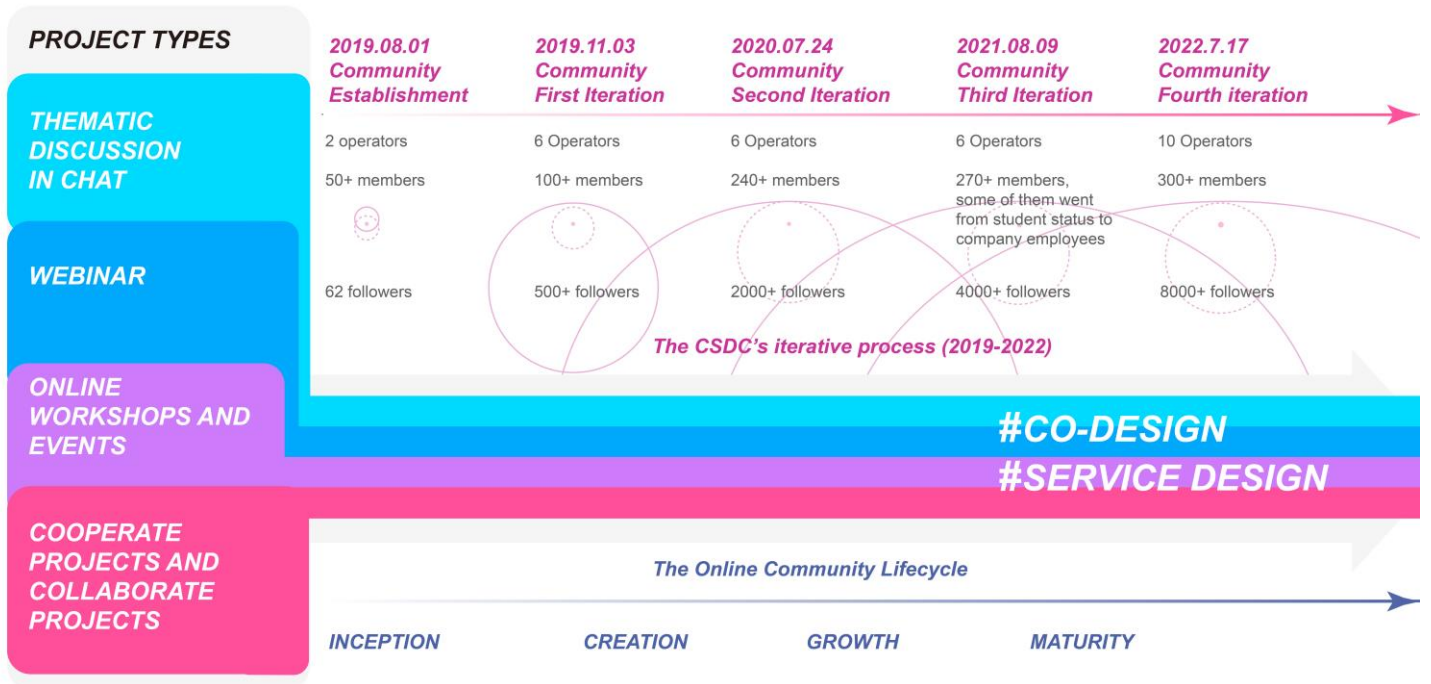 PROJECT TYPES
THEMATIC
DISCUSSION
IN CHAT
WEBINAR
ONLINE
WORKSHOPS AND
EVENTS
COOPERATE
PROJECTS AND
COLLABORATE
PROJECTS
2019.08.01
Community
Establishment
2 operators
50+ members
62 followers
2019.11.03
Community
First Iteration
6 Operators
100+ members
500+ followers
2020.07.24
Community
Second Iteration
6 Operators
240+ members
2000+ followers
2021.08.09
Community
Third Iteration
6 Operators
270+ members,
some of them went
from student status to
company employees
4000+ followers
2022.7.17
Community
Fourth iteration
10 Operators
300+ members
8000+ followers
The CSDC's iterative process (2019-2022)
#CO-DESIGN
#SERVICE DESIGN
The Online Community Lifecycle
INCEPTION
CREATION
GROWTH
MATURITY